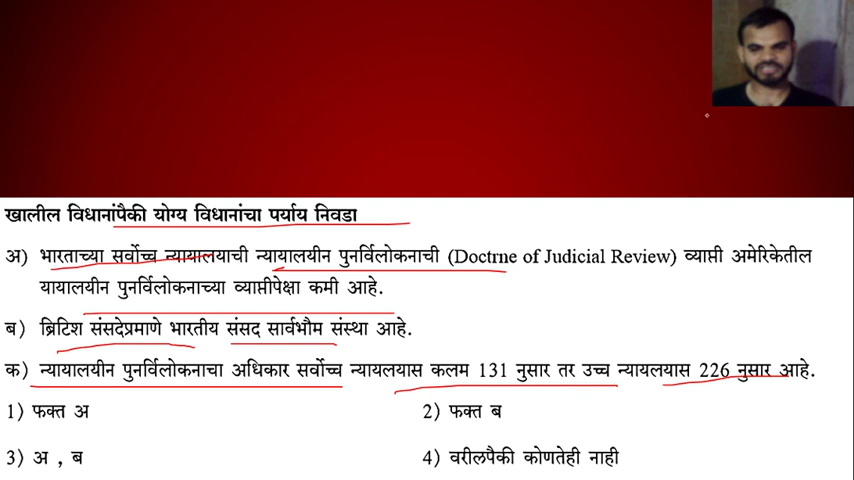 खालील विधानांपैकी योग्य विधानांचा पर्याय निवडा
अ) भारताच्या सर्वोच्च न्यायालयाची न्यायालयीन पुनर्विलोकनाची (Doctrne of Judicial Review) व्याप्ती अमेरिकेतील
यायालयीन पुनर्विलोकनाच्या व्याप्तीपेक्षा कमी आहे.
ब) ब्रिटिश संसदेप्रमाणे भारतीय संसद सार्वभौम संस्था आहे.
क) न्यायालयीन पुनर्विलोकनाचा अधिकार सर्वोच्च न्यायलयास कलम 131 नुसार तर उच्च न्यायलयास 226 नुसार आहे.
1) फक्त अ 2) फक्त ब
3) अ , ब 4) वरीलपैकी कोणतेही नाही